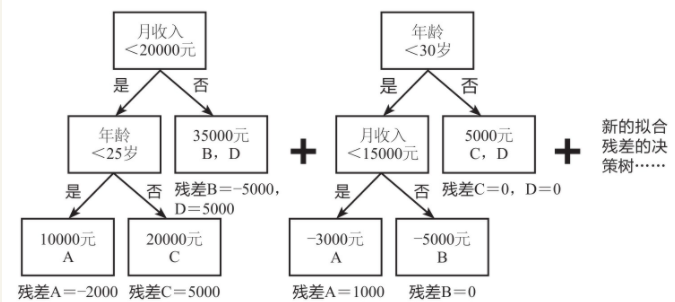 月收入
<20000元
年龄
<30岁
是
否
是
否
年龄
<25岁
35000元
B，D
+
月收入
<15000元
5000元
C，D
+
新的拟合
残差的决
策树……
残差B=-5000，
D=5000
残差C=0，D=0
是
否
是
否
10000元
A
20000元
C
-3000元
A
-5000元
B
残差A=-2000
残差C=5000
残差A=1000
残差B=0